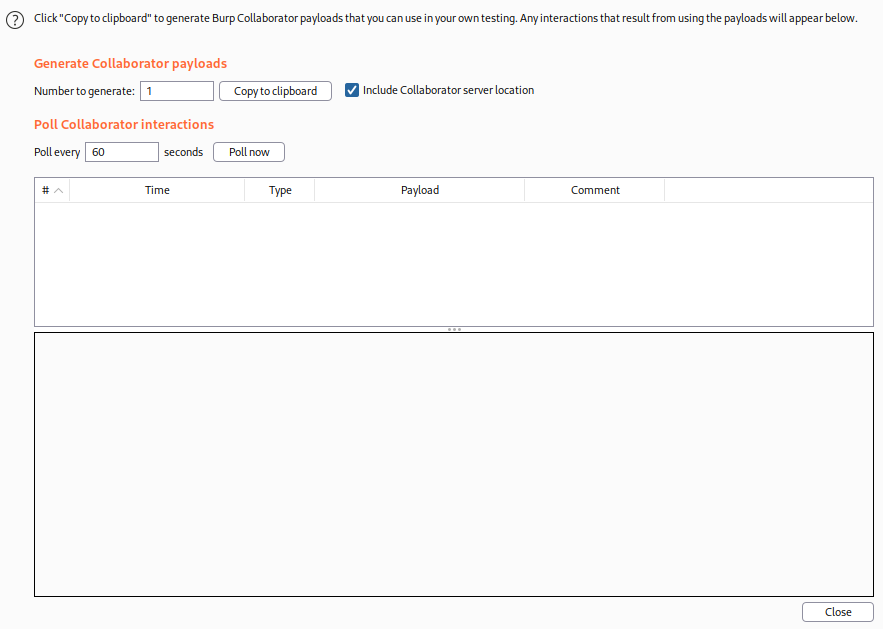 Click "Copy to clipboard" to generate Burp Collaborator payloads that you can use in your own testing. Any interactions that result from using the payloads will appear below.
Generate Collaborator payloads
Number to generate: 1 Copy to clipboard Include Collaborator server location
Poll Collaborator interactions
Poll every 60 seconds Poll now
# Time Type Payload Comment
Close